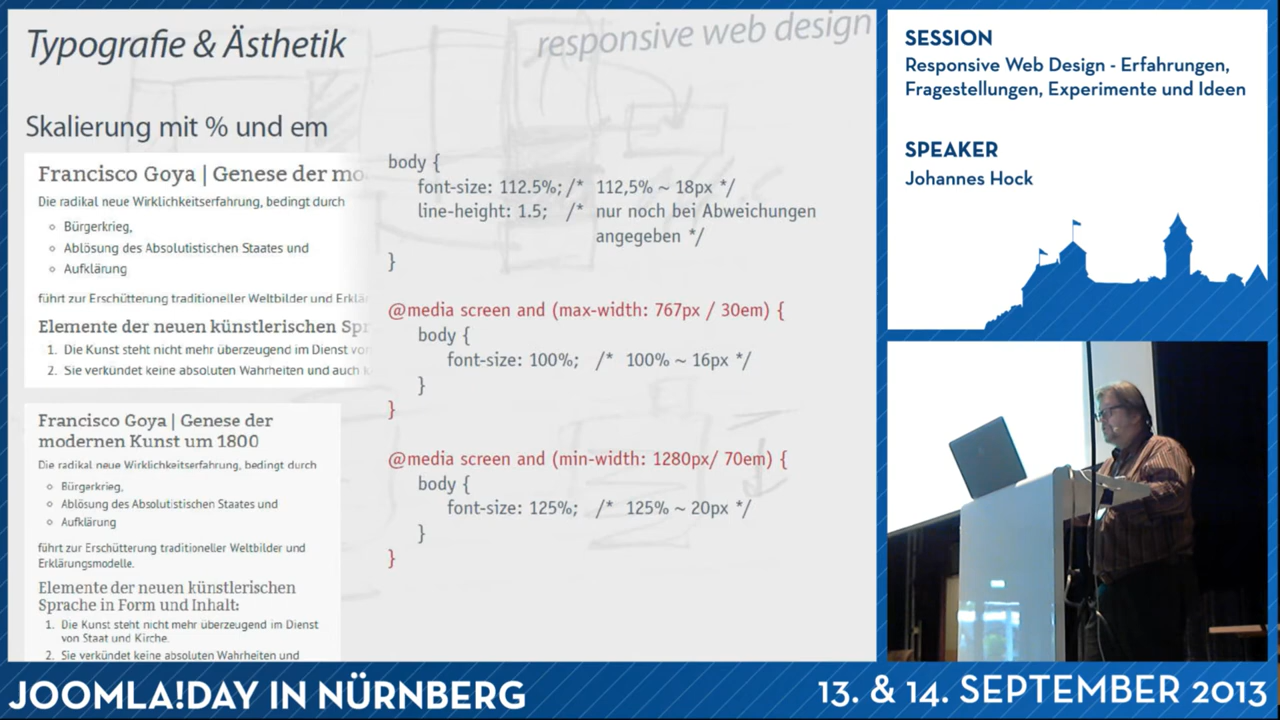 Typografie & Ästhetik
responsive web design
Skalierung mit % und em
Francisco Goya | Genese der mo
Die radikal neue Wirklichkeitserfahrung, bedingt durch
Bürgerkrieg,
Ablösung des Absolutistischen Staates und
Aufklärung
führt zur Erschütterung traditioneller Weltbilder und Erklä
Elemente der neuen künstlerischen Spr
1. Die Kunst steht nicht mehr überzeugend im Dienst von
2. Sie verkündet keine absoluten Wahrheiten und auch k
Francisco Goya | Genese der
modernen Kunst um 1800
Die radikal neue Wirklichkeitserfahrung, bedingt durch
Bürgerkrieg,
Ablösung des Absolutistischen Staates und
Aufklärung
führt zur Erschütterung traditioneller Weltbilder und
Erklärungsmodelle.
Elemente der neuen künstlerischen
Sprache in Form und Inhalt:
1. Die Kunst steht nicht mehr überzeugend im Dienst
von Staat und Kirche.
2. Sie verkündet keine absoluten Wahrheiten und
body {
font-size: 112.5%; /* 112,5% ~ 18px */
line-height: 1.5; /* nur noch bei Abweichungen
angegeben */
}
@media screen and (max-width: 767px / 30em) {
body {
font-size: 100%; /* 100% ~ 16px */
}
}
@media screen and (min-width: 1280px/ 70em) {
body {
font-size: 125%; /* 125% ~ 20px */
}
}
SESSION
Responsive Web Design - Erfahrungen,
Fragestellungen, Experimente und Ideen
SPEAKER
Johannes Hock
JOOMLA!DAY IN NÜRNBERG
13. & 14. SEPTEMBER 2013